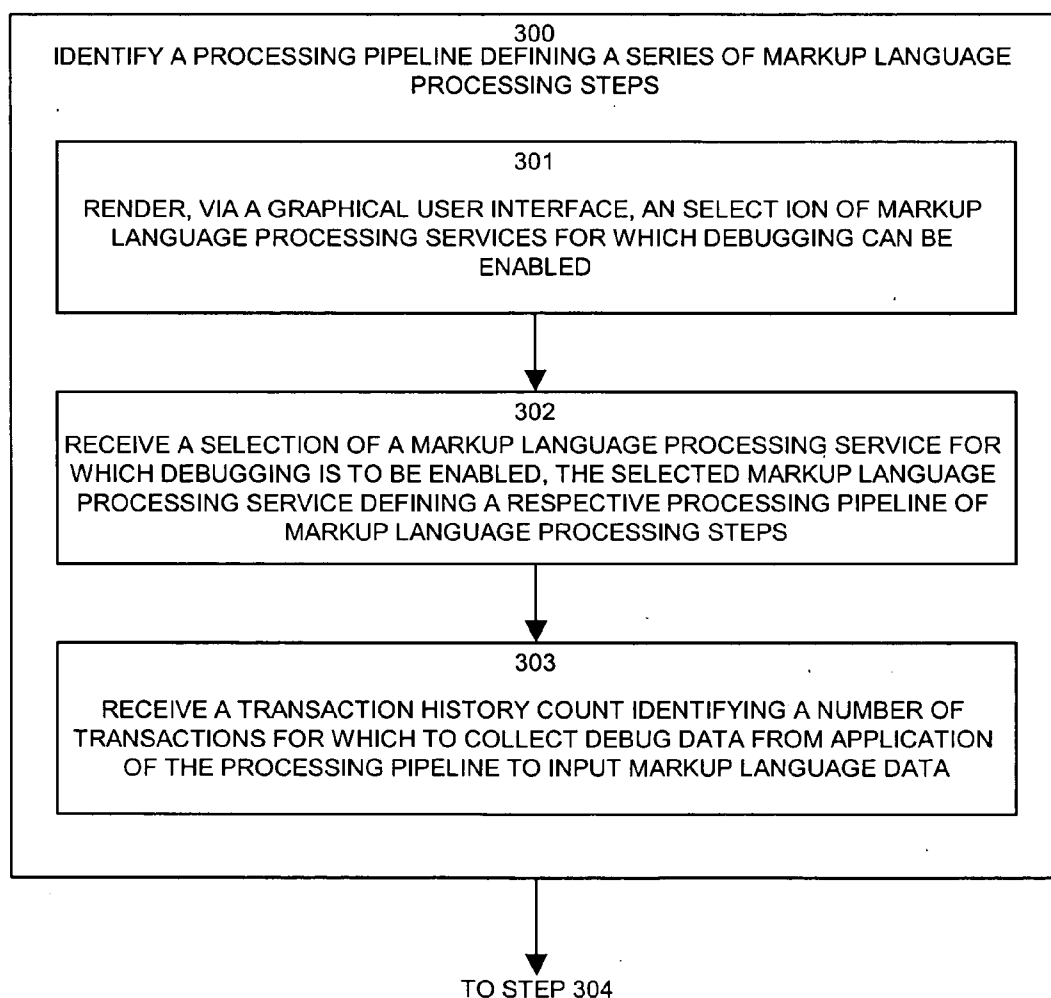 300
IDENTIFY A PROCESSING PIPELINE DEFINING A SERIES OF MARKUP LANGUAGE
PROCESSING STEPS
301
RENDER, VIA A GRAPHICAL USER INTERFACE, AN SELECT ION OF MARKUP
LANGUAGE PROCESSING SERVICES FOR WHICH DEBUGGING CAN BE
ENABLED
302
RECEIVE A SELECTION OF A MARKUP LANGUAGE PROCESSING SERVICE FOR
WHICH DEBUGGING IS TO BE ENABLED, THE SELECTED MARKUP LANGUAGE
PROCESSING SERVICE DEFINING A RESPECTIVE PROCESSING PIPELINE OF
MARKUP LANGUAGE PROCESSING STEPS
303
RECEIVE A TRANSACTION HISTORY COUNT IDENTIFYING A NUMBER OF
TRANSACTIONS FOR WHICH TO COLLECT DEBUG DATA FROM APPLICATION
OF THE PROCESSING PIPELINE TO INPUT MARKUP LANGUAGE DATA
TO STEP 304